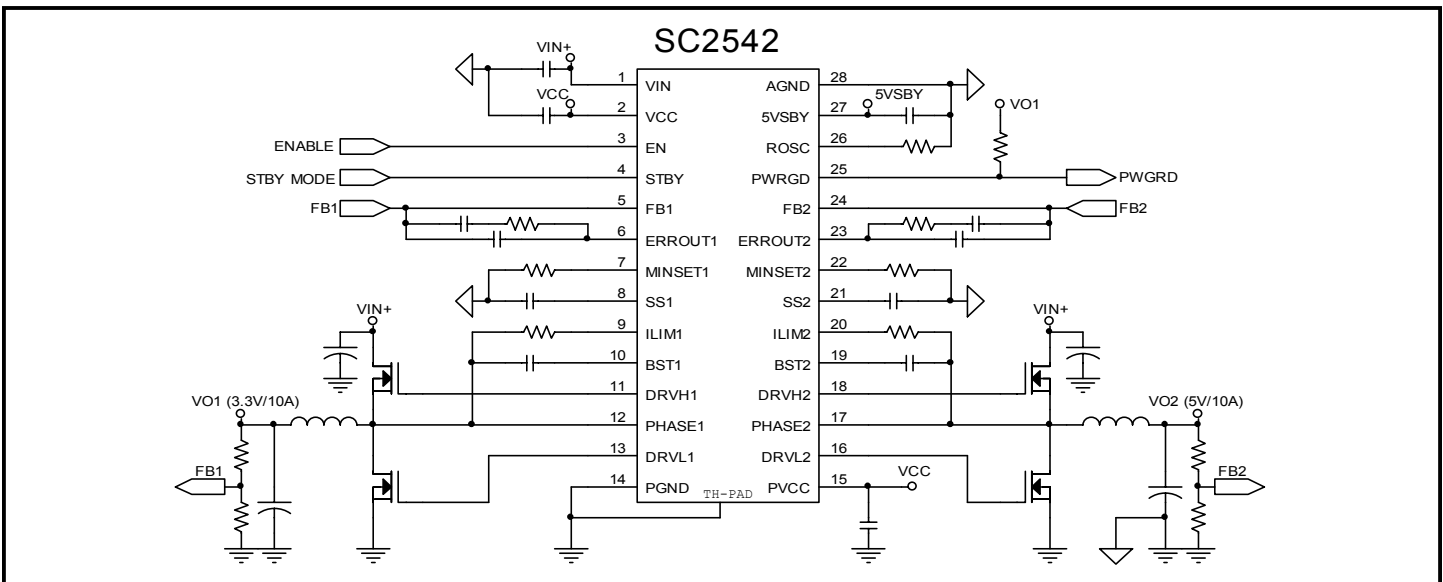 SC2542
VIN+
1 VIN AGND 28
VCC 5VSBY
2 VCC 5VSBY 27
VO1
ENABLE 3 EN ROSC 26
STBY MODE 4 STBY PWRGD 25 PWGRD
FB1 5 FB1 FB2 24 FB2
6 ERROUT1 ERROUT2 23
7 MINSET1 MINSET2 22
8 SS1 SS2 21
VIN+ VIN+
9 ILIM1 ILIM2 20
10 BST1 BST2 19
11 DRVH1 DRVH2 18
VO1 (3.3V/10A) VO2 (5V/10A)
12 PHASE1 PHASE2 17
13 DRVL1 DRVL2 16
FB1 VCC FB2
14 PGND TH-PAD PVCC 15